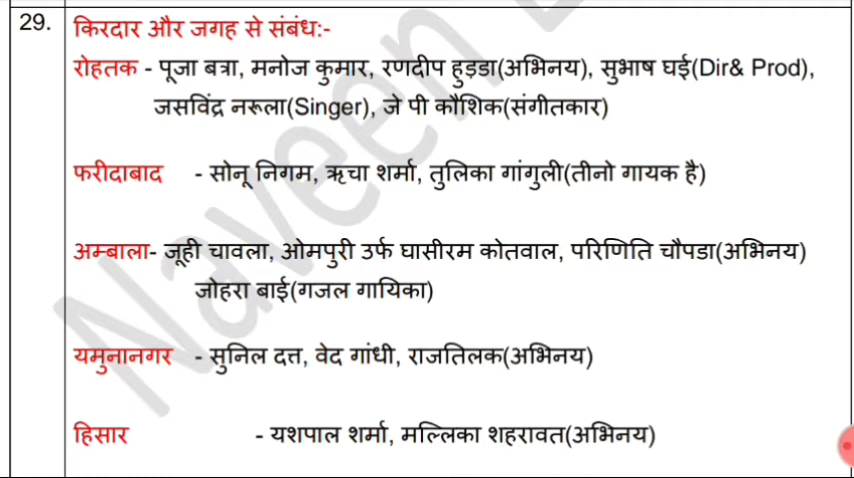 29. किरदार और जगह से संबंध:-
रोहतक - पूजा बत्रा, मनोज कुमार, रणदीप हुड्डा(अभिनय), सुभाष घई(Dir& Prod),
जसविंद्र नरूला(Singer), जे पी कौशिक(संगीतकार)
फरीदाबाद - सोनू निगम, ऋचा शर्मा, तुलिका गांगुली(तीनो गायक है)
अम्बाला- जूही चावला, ओमपुरी उर्फ घासीरम कोतवाल, परिणिति चौपडा(अभिनय)
जोहरा बाई(गजल गायिका)
यमुनानगर - सुनिल दत्त, वेद गांधी, राजतिलक(अभिनय)
हिसार - यशपाल शर्मा, मल्लिका शहरावत(अभिनय)
Naveen